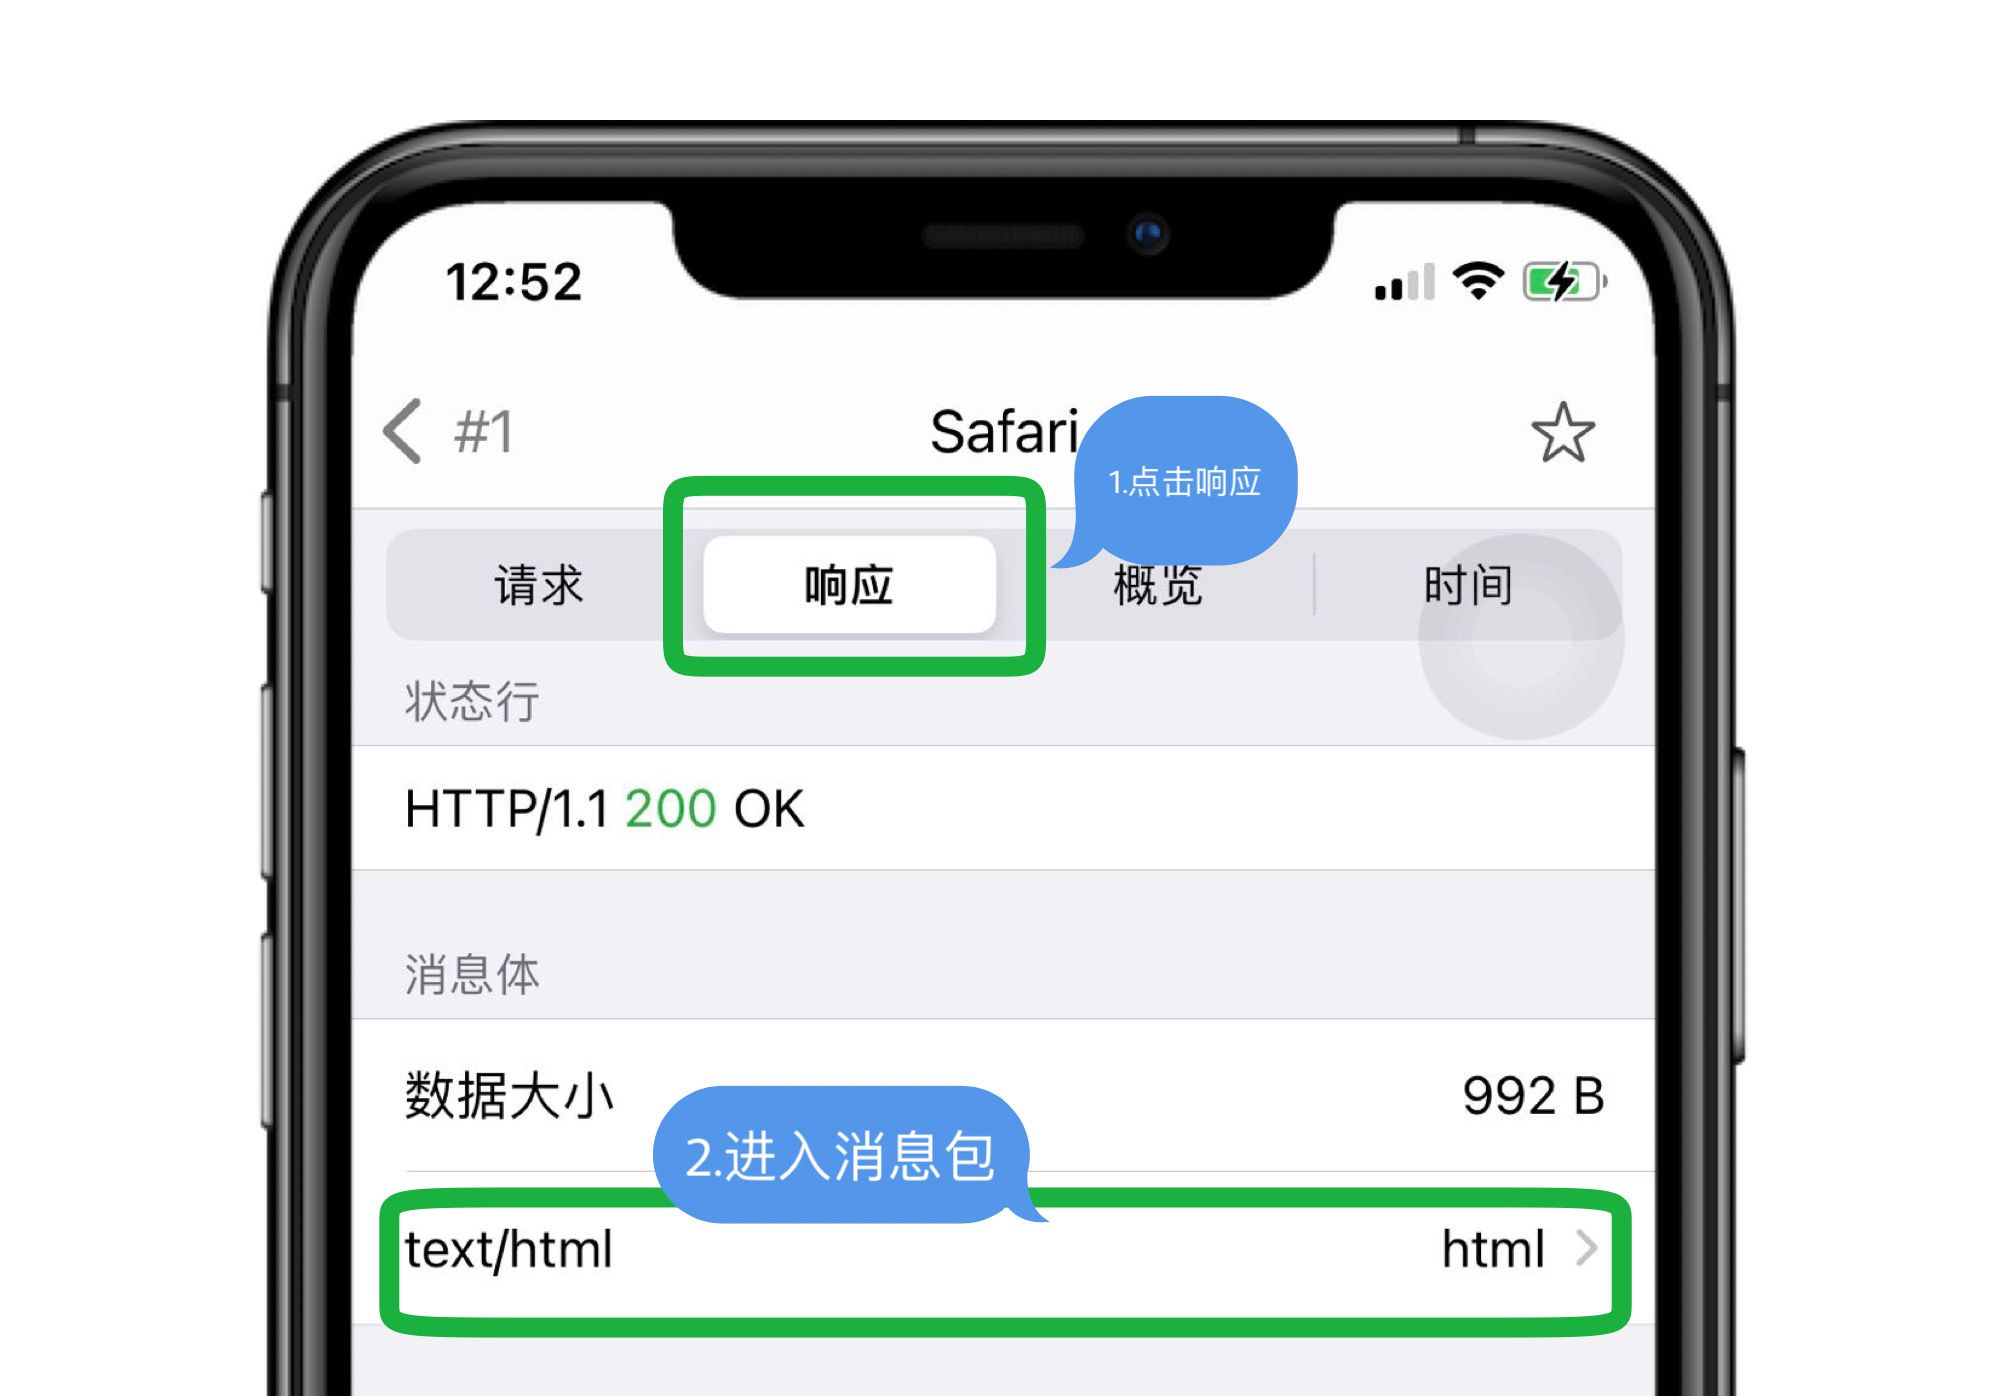 12:52
#1
Safari
1.点击响应
请求
响应
概览
时间
状态行
HTTP/1.1 200 OK
消息体
数据大小
992 B
2.进入消息包
text/html
html